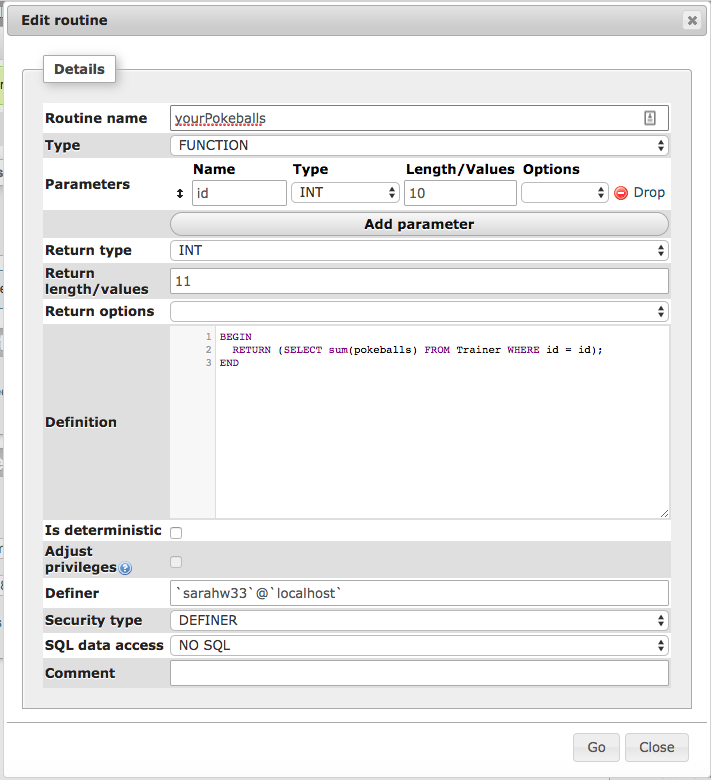 Edit routine
Details
Routine name yourPokeballs
Type FUNCTION
Name Type Length/Values Options
Parameters id INT 10 Drop
Add parameter
Return type INT
Return
length/values 11
Return options
Definition
1 BEGIN
2 RETURN (SELECT sum(pokeballs) FROM Trainer WHERE id = id);
3 END
Is deterministic
Adjust
privileges
Definer `sarahw33`@`localhost`
Security type DEFINER
SQL data access NO SQL
Comment
Go Close